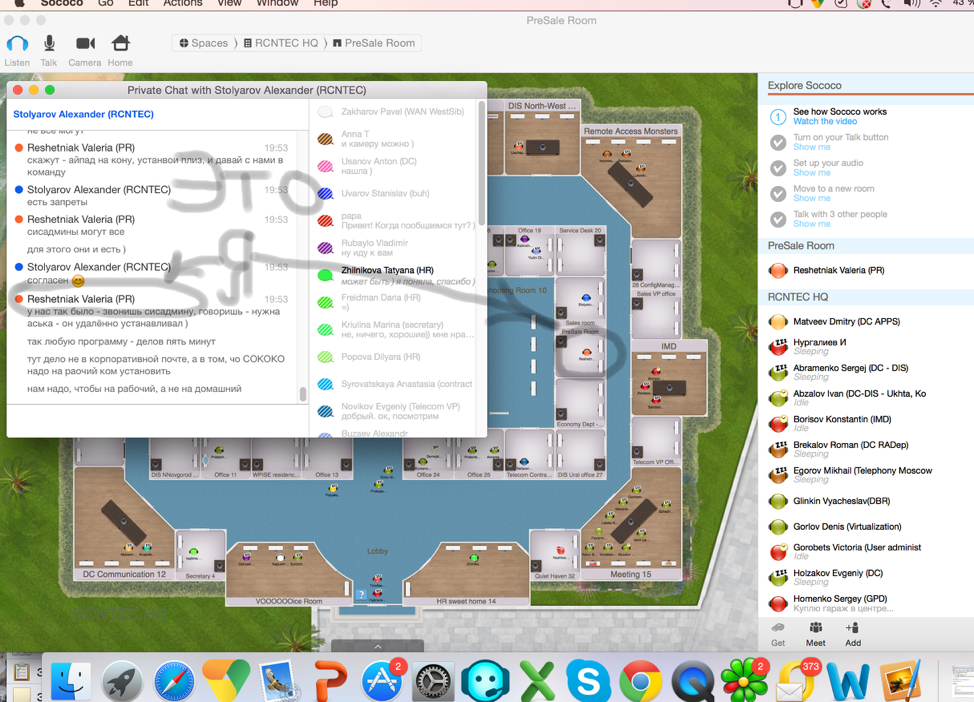 Sococo Go Edit Actions View Window Help
43
PreSale Room
Listen Talk Camera Home
Spaces RCNTEC HQ PreSale Room
Private Chat with Stolyarov Alexander (RCNTEC)
Stolyarov Alexander (RCNTEC)
не все могут
Reshetniak Valeria (PR) 19:53
скажут - айпад на кону, установи плиз, и давай с нами в
команду
Stolyarov Alexander (RCNTEC) 19:53
есть запреты
Reshetniak Valeria (PR) 19:53
сисадмины могут все
для этого они и есть )
Stolyarov Alexander (RCNTEC) 19:53
согласен
Reshetniak Valeria (PR) 19:53
у нас так было - звонишь сисадмину, говоришь - нужна
аська - он удалённо устанавливал )
так любую программу - делов пять минут
тут дело не в корпоративной почте, а в том, чо СОКОКО
надо на раочий ком установить
нам надо, чтобы на рабочий, а не на домашний
Zakharov Pavel (WAN WestSib)
Anna T
и камеру можно )
Usanov Anton (DC)
нашла )
Uvarov Stanislav (buh)
papa
Привет! Когда пообщаемся тут? )
Rubaylo Vladimir
ну иду к вам
Zhilnikova Tatyana (HR)
может быть ) я поняла, спасибо )
Freidman Daria (HR)
=)
Kriulina Marina (secretary)
не, ничего, хорошие)) мне нра...
Popova Dilyara (HR)
Syrovatskaya Anastasia (contract
Novikov Evgeniy (Telecom VP)
добрый. ок, посмотрим
Buzaev Alexandr
ЭТО
Я
DIS North-West ...
Remote Access Monsters
Office 19
Service Desk 20
26 ConfigManag...
Sales VP office
Shooting Room 10
Sales room
PreSale Room
IMD
Economy Dept -...
Telecom VP Offi...
DIS NNovgorod
Office 11
WPISE residenc...
Office 13
Office 24
Office 25
Telecom Contra...
DIS Ural office 27
DC Communication 12
Secretary 4
Lobby
VOOOOOOice Room
HR sweet home 14
Quiet Haven 32
Meeting 15
?
Explore Sococo
1
See how Sococo works
Watch the video
Turn on your Talk button
Show me
Set up your audio
Show me
Move to a new room
Show me
Talk with 3 other people
Show me
PreSale Room
Reshetniak Valeria (PR)
RCNTEC HQ
Matveev Dmitry (DC APPS)
Нургалиев И
Sleeping
Abramenko Sergej (DC - DIS)
Sleeping
Abzalov Ivan (DC-DIS - Ukhta, Ko
Idle
Borisov Konstantin (IMD)
Idle
Brekalov Roman (DC RADep)
Sleeping
Egorov Mikhail (Telephony Moscow
Sleeping
Glinkin Vyacheslav(DBR)
Gorlov Denis (Virtualization)
Gorobets Victoria (User administ
Idle
Holzakov Evgeniy (DC)
Sleeping
Homenko Sergey (GPD)
Куплю гараж в центре...
Get Meet Add
2
2
373